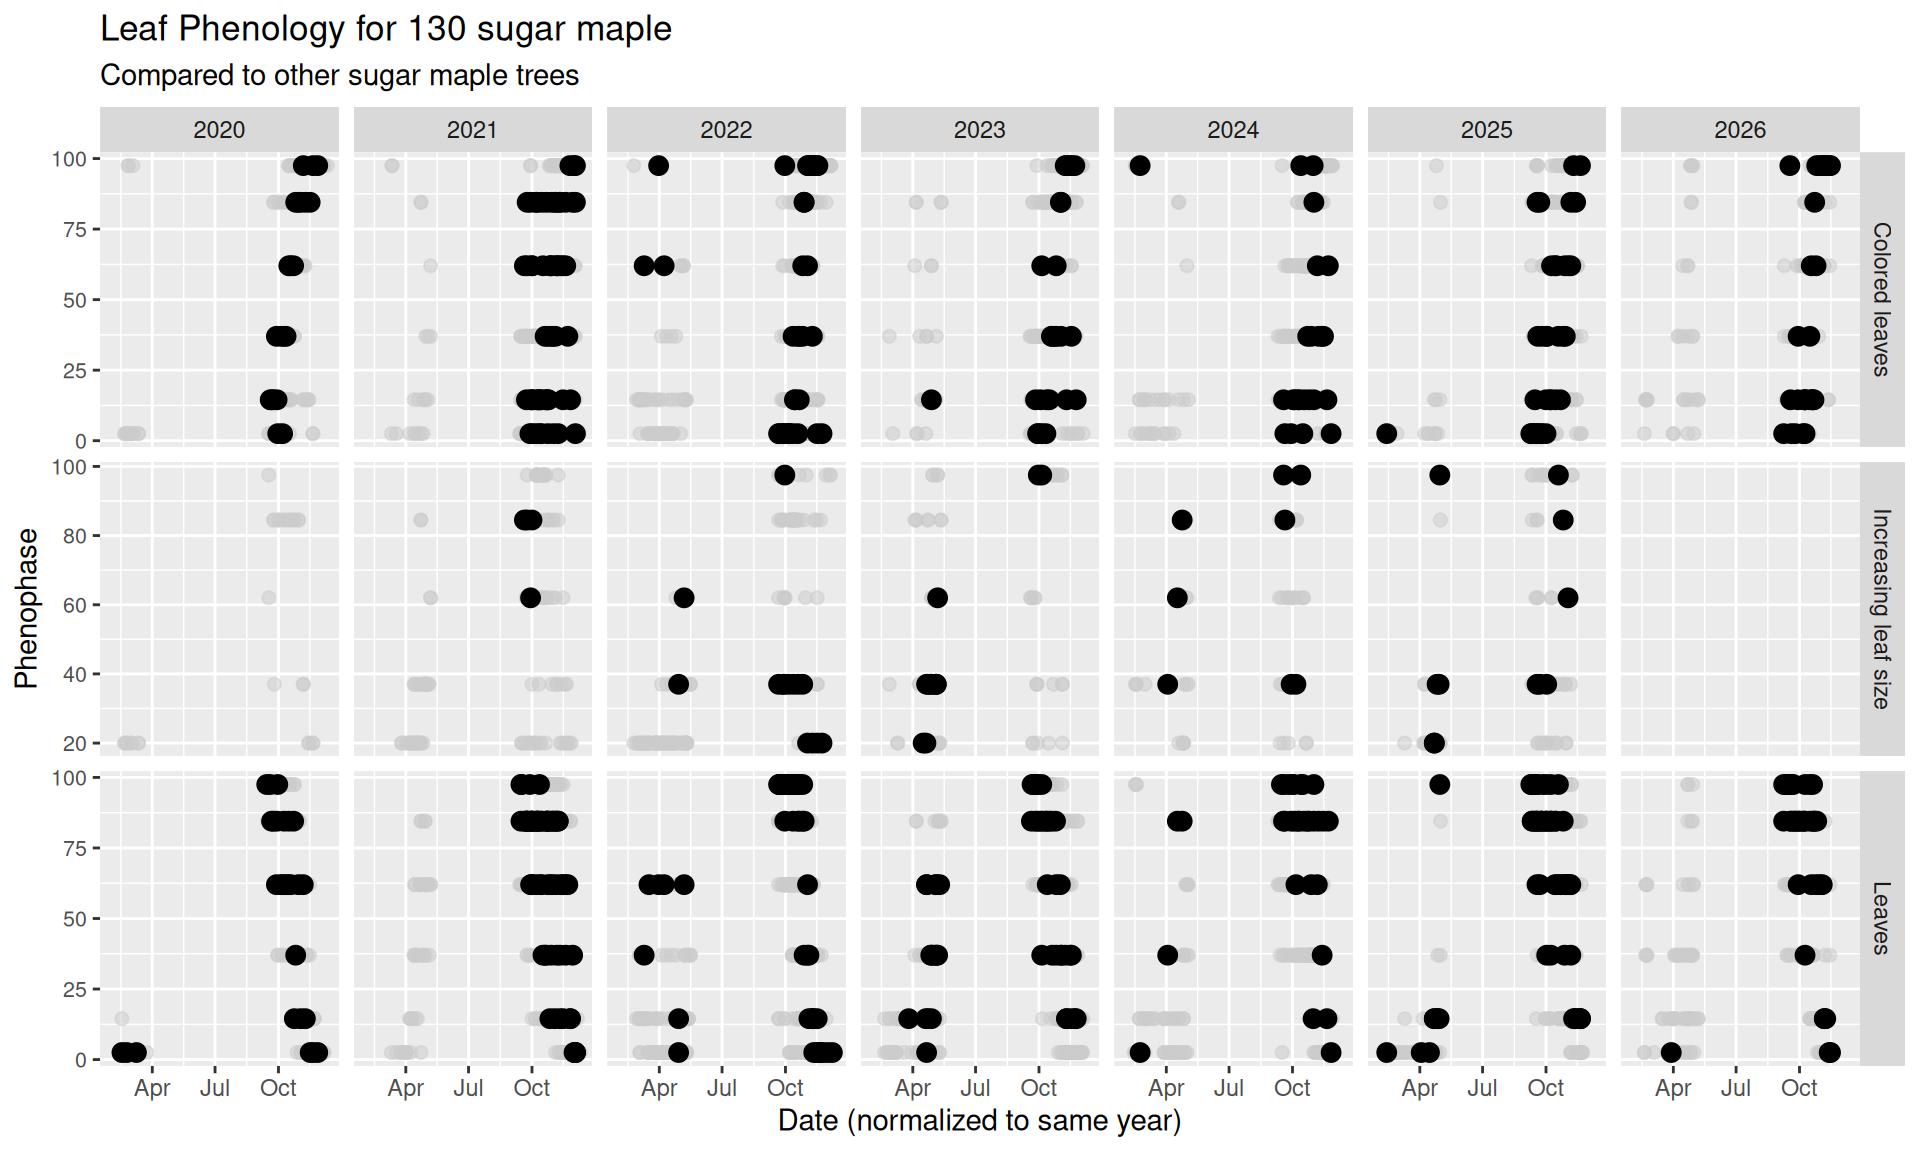 Leaf Phenology for 130 sugar maple
Compared to other sugar maple trees
2020 2021 2022 2023 2024 2025 2026
100
75
50
25
0
Colored leaves
100
80
60
40
20
Increasing leaf size
100
75
50
25
0
Leaves
Phenophase
Apr Jul Oct Apr Jul Oct Apr Jul Oct Apr Jul Oct Apr Jul Oct Apr Jul Oct Apr Jul Oct
Date (normalized to same year)